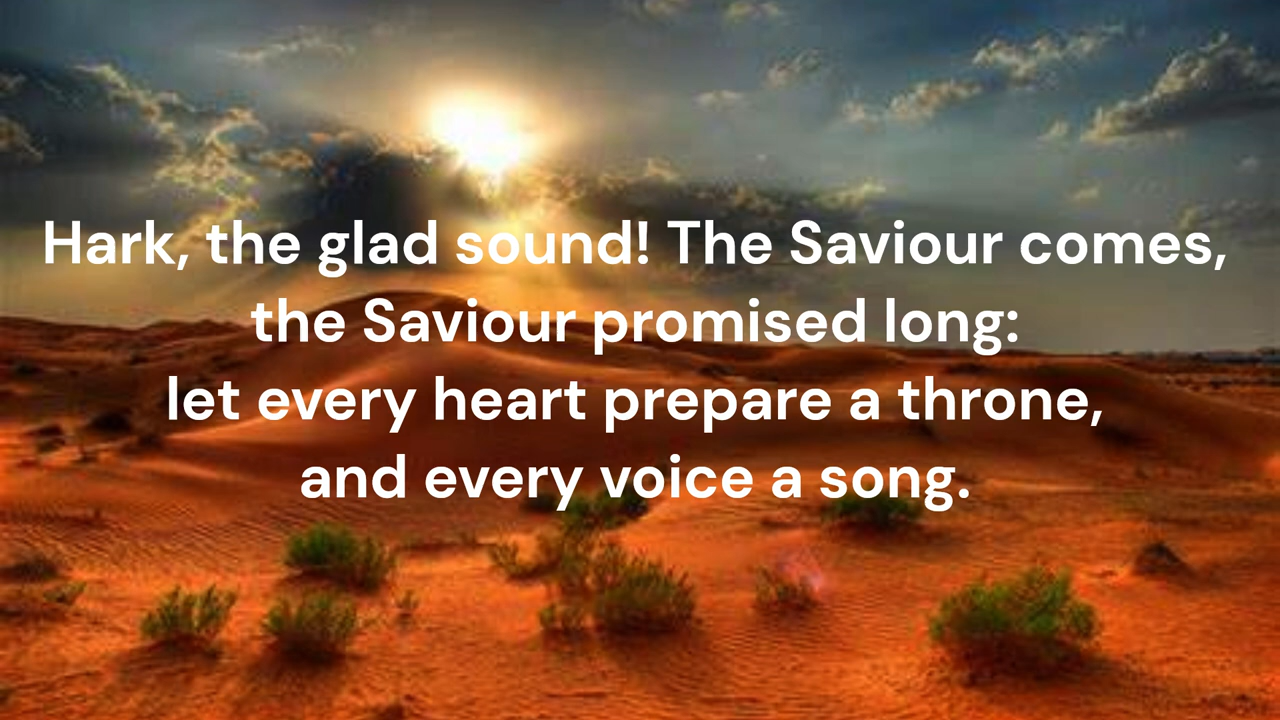 Hark, the glad sound! The Saviour comes,
the Saviour promised long:
let every heart prepare a throne,
and every voice a song.